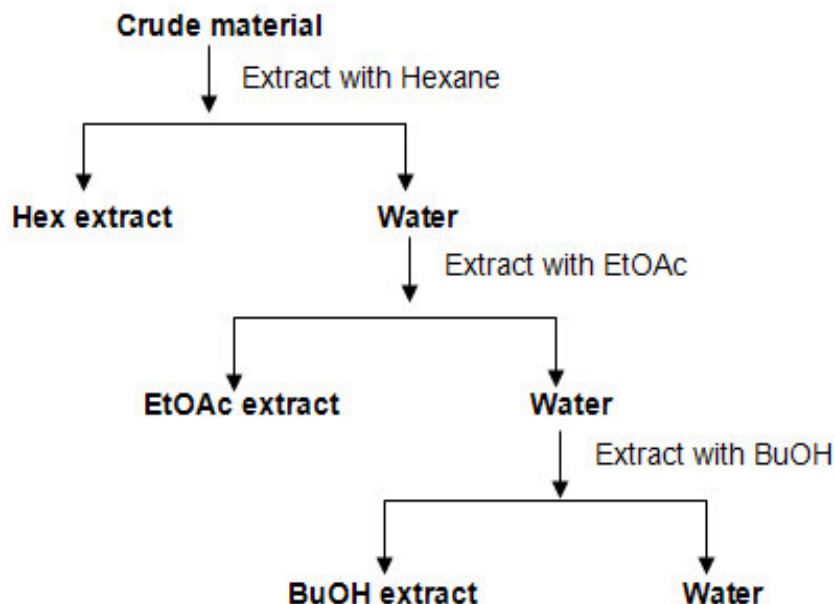 Crude material
Extract with Hexane
Hex extract
Water
Extract with EtOAc
EtOAc extract
Water
Extract with BuOH
BuOH extract
Water